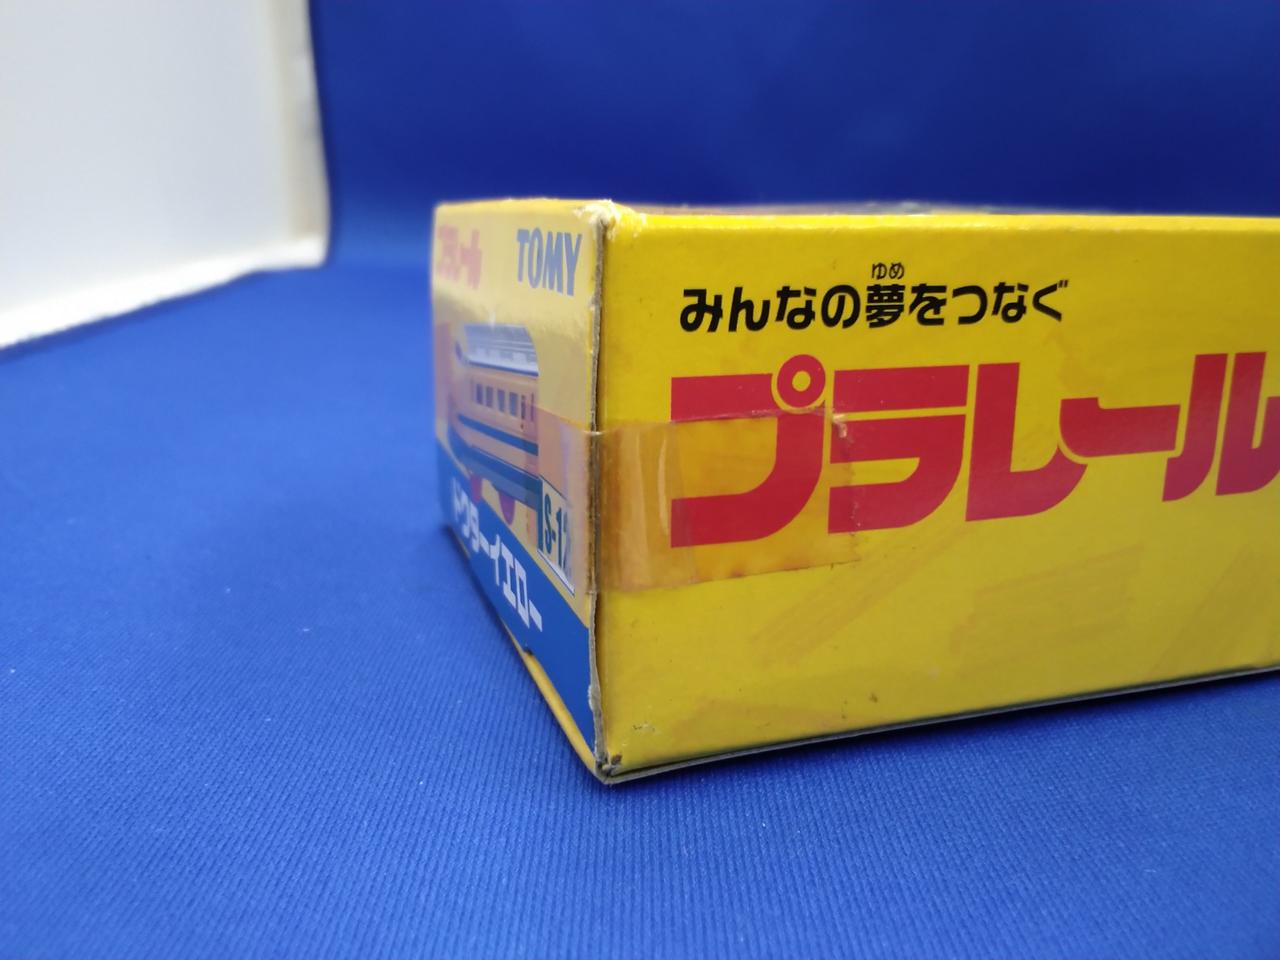 プラレール
TOMY
S-12
ドクターイエロー
ゆめ
みんなの夢をつなぐ
プラレール